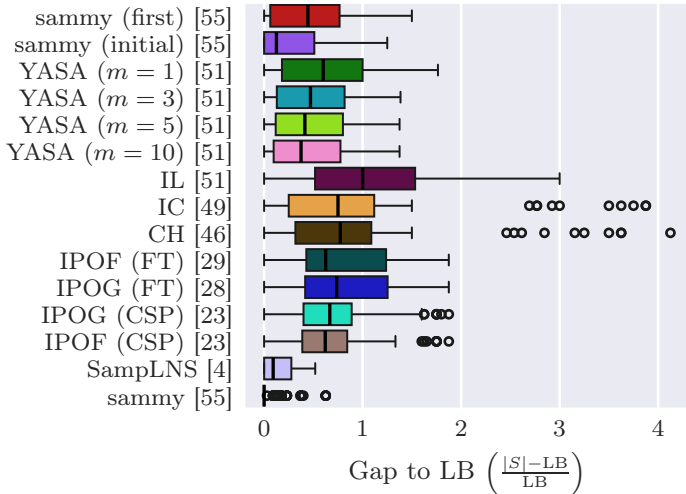 sammy (first) [55]
sammy (initial) [55]
YASA (m = 1) [51]
YASA (m = 3) [51]
YASA (m = 5) [51]
YASA (m = 10) [51]
IL [51]
IC [49]
CH [46]
IPOF (FT) [29]
IPOG (FT) [28]
IPOG (CSP) [23]
IPOF (CSP) [23]
SampLNS [4]
sammy [55]
0 1 2 3 4
Gap to LB (|S|−LB / LB)